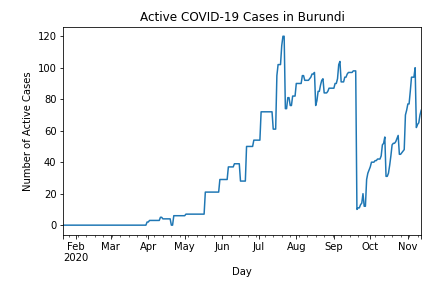 Active COVID-19 Cases in Burundi
Number of Active Cases
120
100
80
60
40
20
0
Feb Mar Apr May Jun Jul Aug Sep Oct Nov
2020
Day